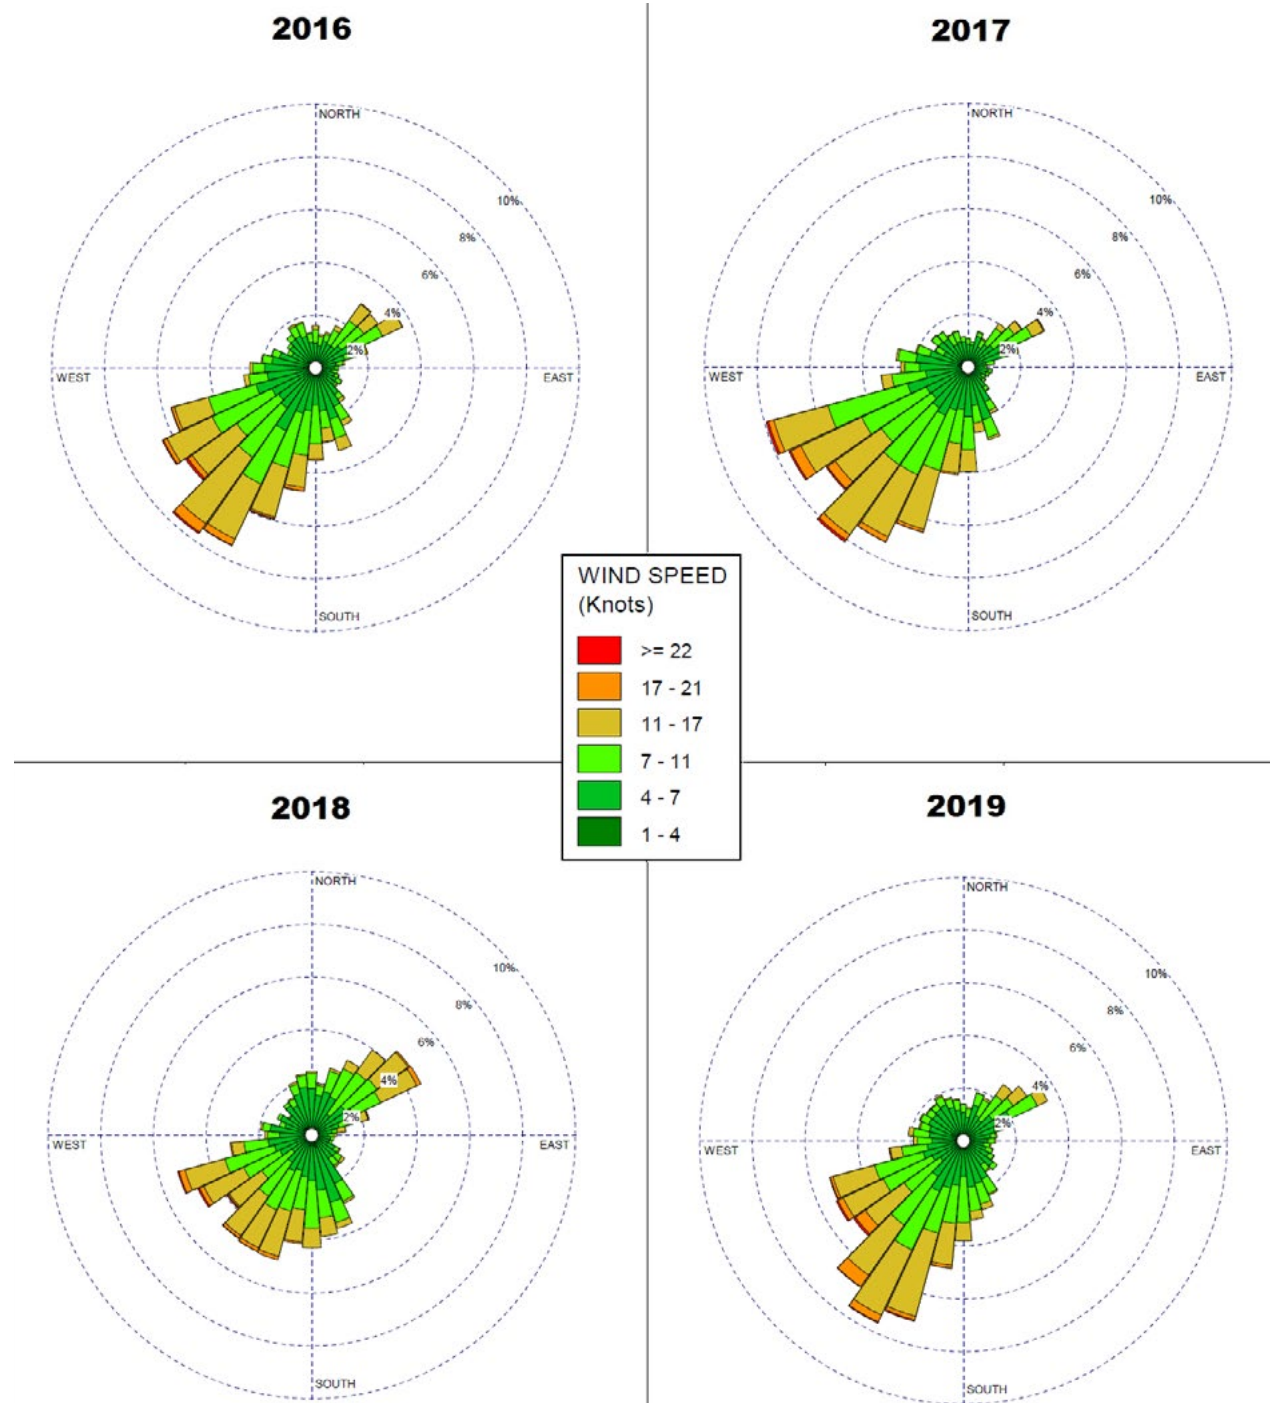 2016
NORTH
10%
8%
6%
4%
2%
WEST
EAST
SOUTH
2017
NORTH
10%
8%
6%
4%
2%
WEST
EAST
SOUTH
WIND SPEED
(Knots)
>= 22
17 - 21
11 - 17
7 - 11
4 - 7
1 - 4
2018
NORTH
10%
8%
6%
4%
2%
WEST
EAST
SOUTH
2019
NORTH
10%
8%
6%
4%
2%
WEST
EAST
SOUTH